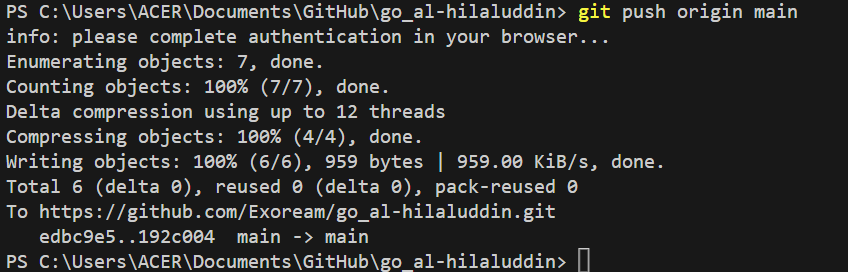 PS C:\Users\ACER\Documents\GitHub\go_al-hilaluddin> git push origin main
info: please complete authentication in your browser...
Enumerating objects: 7, done.
Counting objects: 100% (7/7), done.
Delta compression using up to 12 threads
Compressing objects: 100% (4/4), done.
Writing objects: 100% (6/6), 959 bytes | 959.00 KiB/s, done.
Total 6 (delta 0), reused 0 (delta 0), pack-reused 0
To https://github.com/Exoream/go_al-hilaluddin.git
   edbc9e5..192c004  main -> main
PS C:\Users\ACER\Documents\GitHub\go_al-hilaluddin>